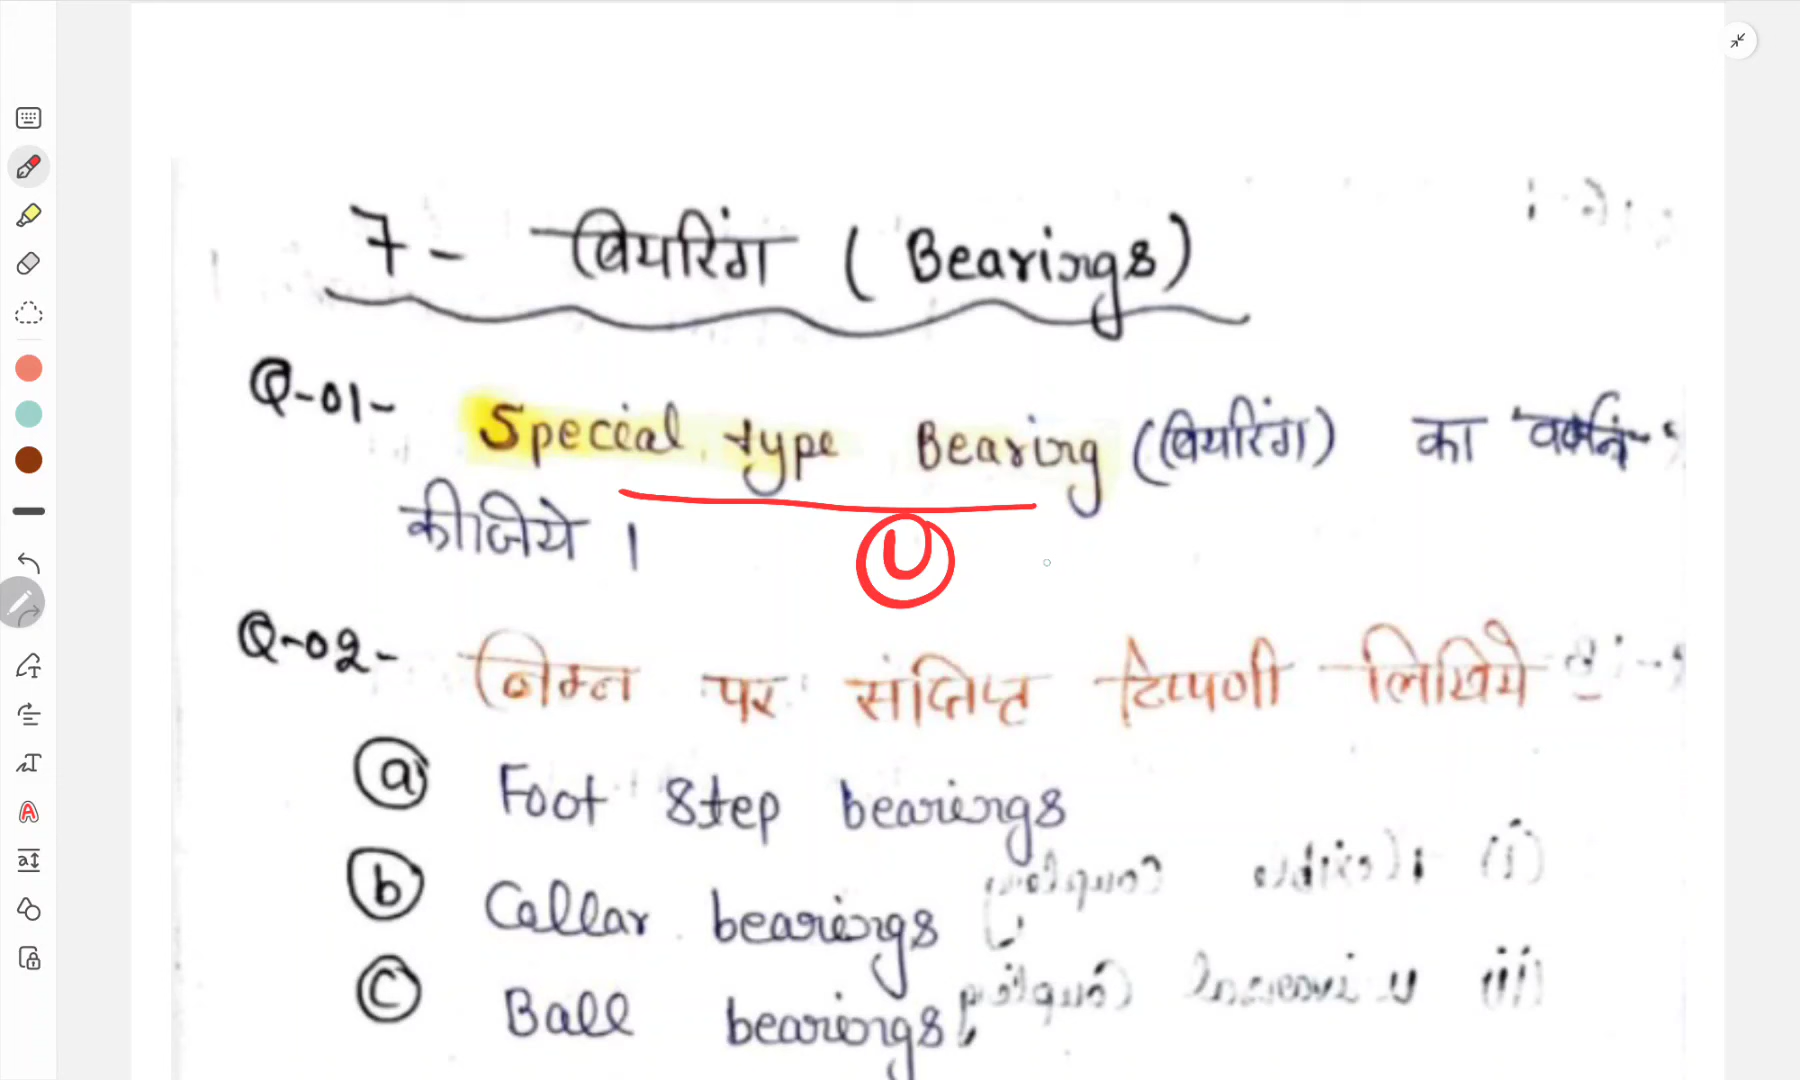 7- बियरिंग ( Bearings)
Q-01- Special type Bearing (बियरिंग) का वर्णन
कीजिये ।
U
Q-02- निम्न पर संक्षिप्त टिप्पणी लिखिये
a Foot Step bearings
b Collar bearings
c Ball bearings